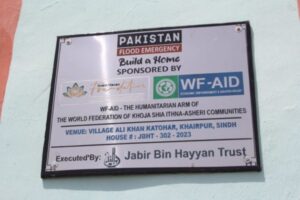 PAKISTAN
FLOOD EMERGENCY
Build a Home
SPONSORED BY
WF-AID
WF-AID - THE HUMANITARIAN ARM OF
THE WORLD FEDERATION OF KHOJA SHIA ITHNA-ASHERI COMMUNITIES
VENUE: VILLAGE ALI KHAN KATOHAR, KHAIRPUR, SINDH
HOUSE # : JBHT - 302 - 2023
Executed*By: Jabir Bin Hayyan Trust